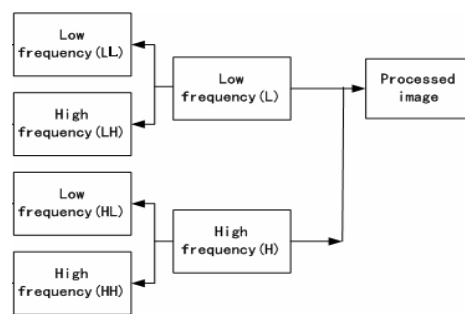 Low
frequency(LL)
High
frequency(LH)
Low
frequency(HL)
High
frequency(HH)
Low
frequency(L)
High
frequency(H)
Processed
image